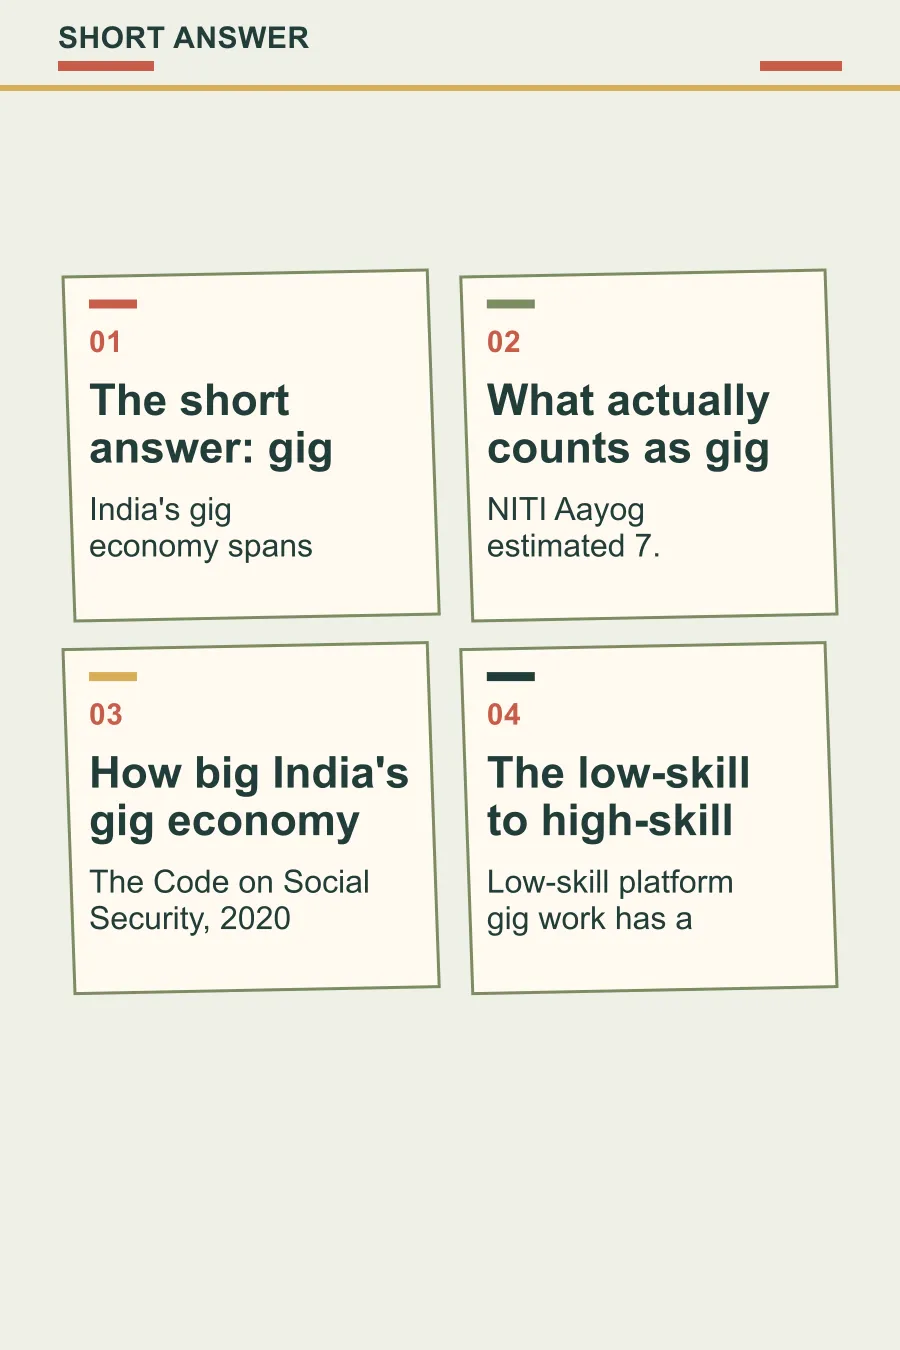 SHORT ANSWER
01
The short
answer: gig
India's gig
economy spans
02
What actually
counts as gig
NITI Aayog
estimated 7.
03
How big India's
gig economy
The Code on Social
Security, 2020
04
The low-skill
to high-skill
Low-skill platform
gig work has a